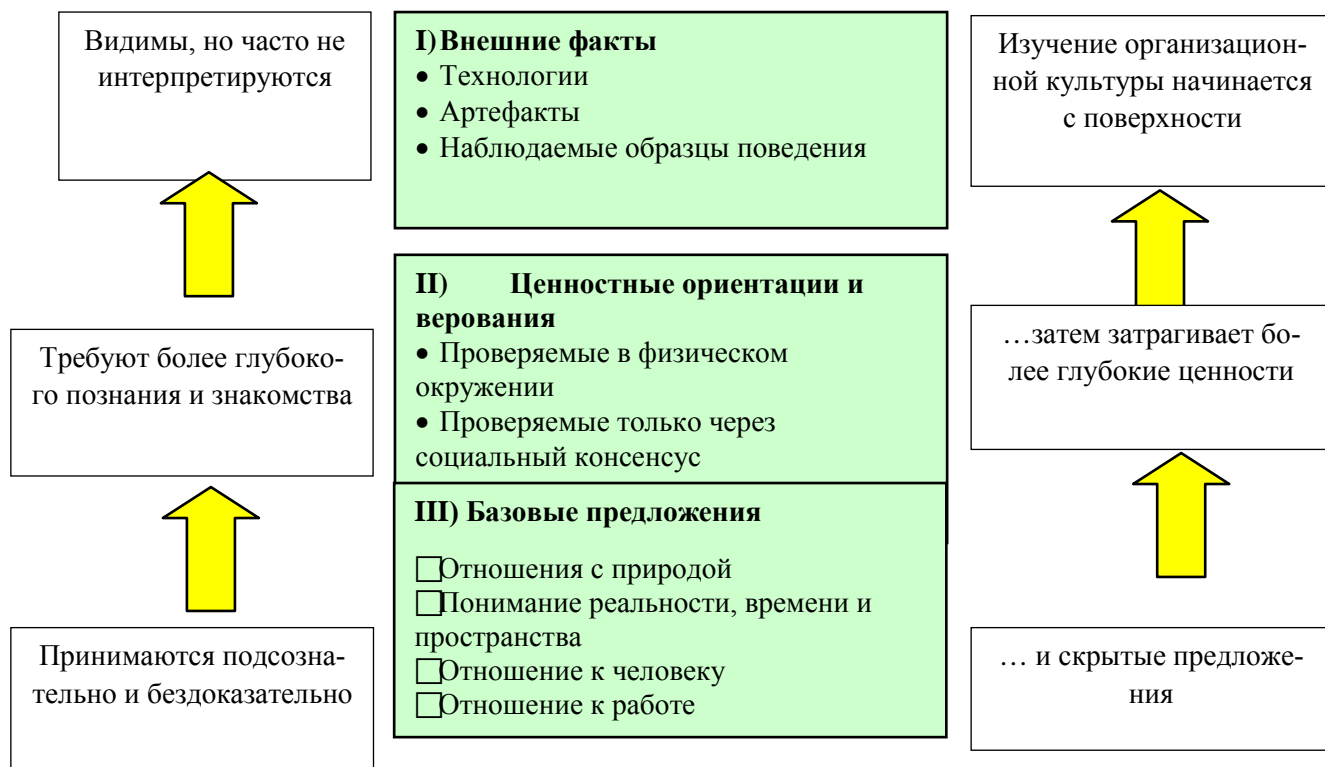 Видимы, но часто не
интерпретируются
I) Внешние факты
• Технологии
• Артефакты
• Наблюдаемые образцы поведения
Изучение организацион-
ной культуры начинается
с поверхности
Требуют более глубоко-
го познания и знакомства
II) Ценностные ориентации и
верования
• Проверяемые в физическом
окружении
• Проверяемые только через
социальный консенсус
…затем затрагивает бо-
лее глубокие ценности
Принимаются подсозна-
тельно и бездоказательно
III) Базовые предложения
□Отношения с природой
□Понимание реальности, времени и
пространства
□Отношение к человеку
□Отношение к работе
… и скрытые предложе-
ния